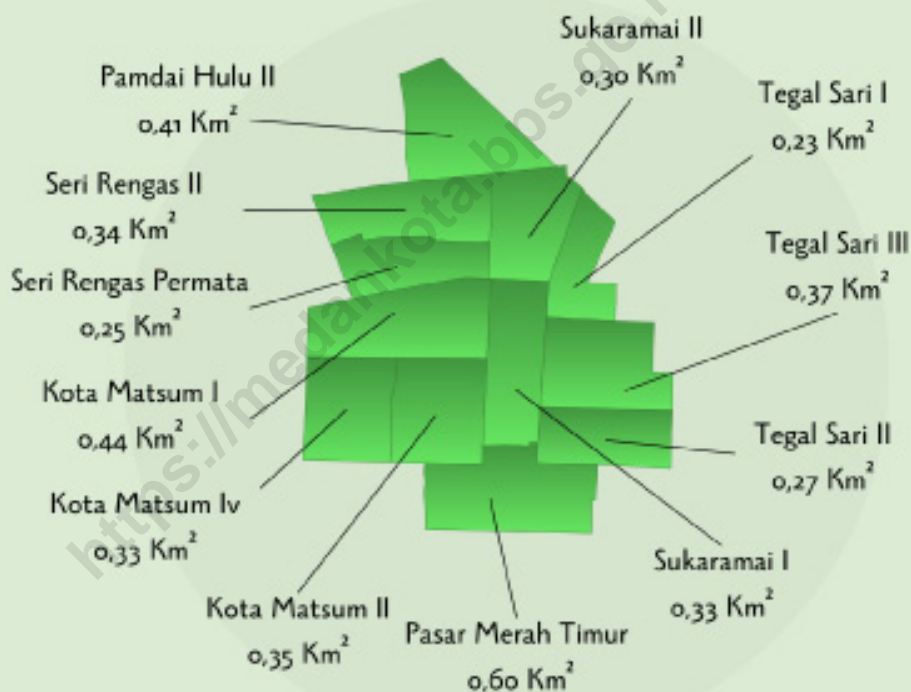 Sukaramai II
0,30 Km²
Pamdai Hulu II
0,41 Km²
Tegal Sari I
0,23 Km²
Seri Rengas II
0,34 Km²
Tegal Sari III
0,37 Km²
Seri Rengas Permata
0,25 Km²
Kota Matsum I
0,44 Km²
Tegal Sari II
0,27 Km²
Kota Matsum Iv
0,33 Km²
Sukaramai I
0,33 Km²
Kota Matsum II
0,35 Km²
Pasar Merah Timur
0,60 Km²
https://medankota.bps.go.